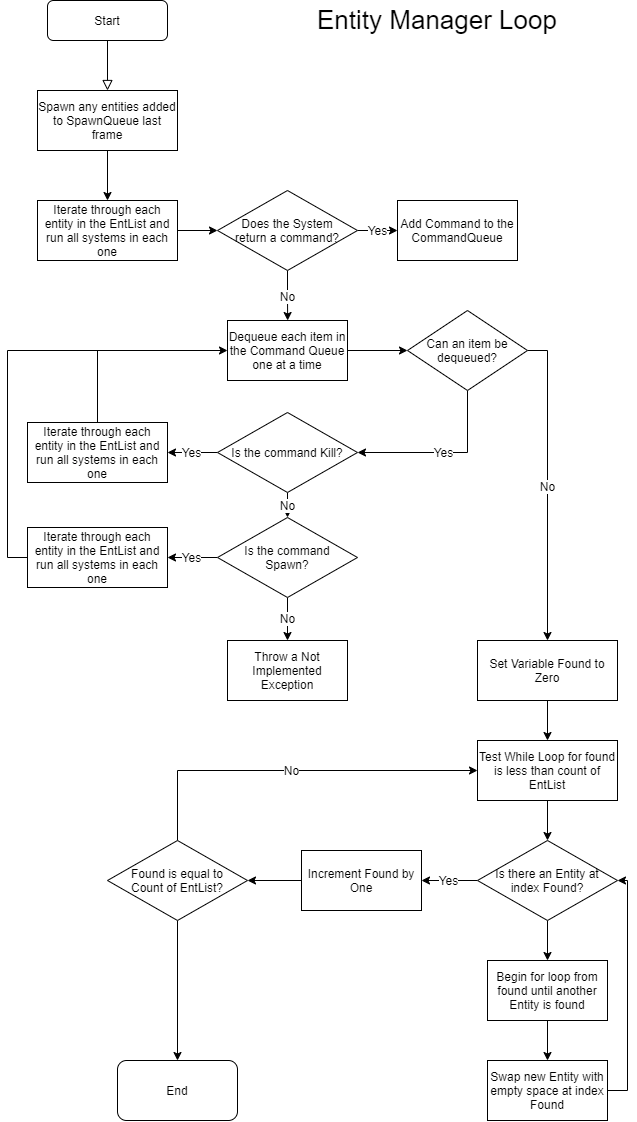 Entity Manager Loop
Start
Spawn any entities added
to SpawnQueue last
frame
Iterate through each
entity in the EntList and
run all systems in each
one
Does the System
return a command?
Yes
Add Command to the
CommandQueue
No
Dequeue each item in
the Command Queue
one at a time
Can an item be
dequeued?
Iterate through each
entity in the EntList and
run all systems in each
one
Yes
Is the command Kill?
Yes
No
No
Iterate through each
entity in the EntList and
run all systems in each
one
Yes
Is the command
Spawn?
No
Throw a Not
Implemented
Exception
Set Variable Found to
Zero
Test While Loop for found
is less than count of
EntList
No
Found is equal to
Count of EntList?
Increment Found by
One
Yes
Is there an Entity at
index Found?
Begin for loop from
found until another
Entity is found
End
Swap new Entity with
empty space at index
Found